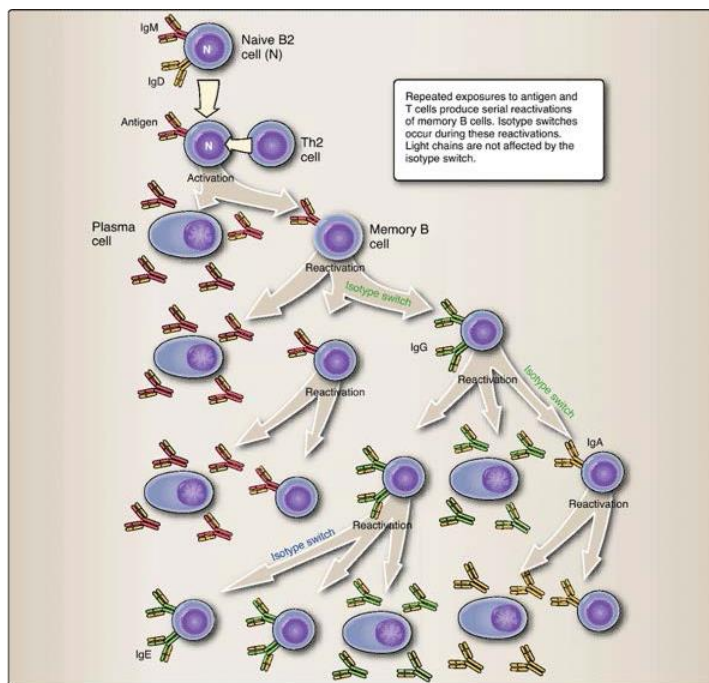 IgM
Naive B2
cell (N)
N
IgD
Repeated exposures to antigen and
T cells produce serial reactivations
of memory B cells. Isotype switches
occur during these reactivations.
Light chains are not affected by the
isotype switch.
Antigen
N
Th2
cell
Activation
Plasma
cell
Memory B
cell
Reactivation
Isotype switch
IgG
Reactivation
Reactivation
Isotype switch
IgA
Reactivation
Reactivation
Isotype switch
IgE